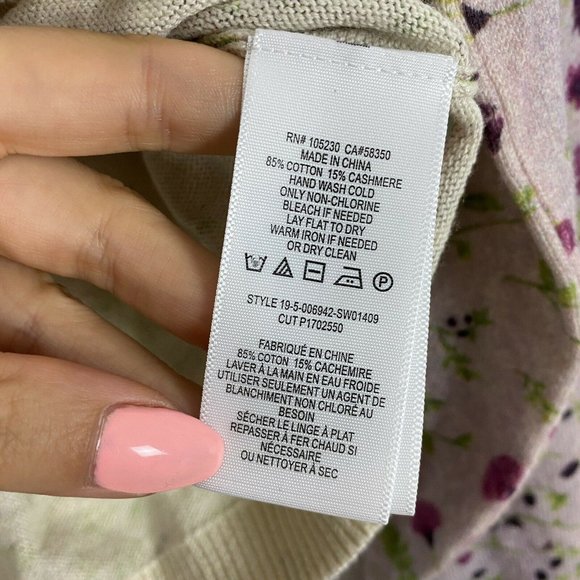 RN# 105230 CA#58350
MADE IN CHINA
85% COTTON 15% CASHMERE
HAND WASH COLD
ONLY NON-CHLORINE
BLEACH IF NEEDED
LAY FLAT TO DRY
WARM IRON IF NEEDED
OR DRY CLEAN
P
STYLE 19-5-006942-SW01409
CUT P1702550
FABRIQUÉ EN CHINE
85% COTON 15% CACHEMIRE
LAVER À LA MAIN EN EAU FROIDE
UTILISER SEULEMENT UN AGENT DE
BLANCHIMENT NON CHLORÉ AU
BESOIN
SÉCHER LE LINGE À PLAT
REPASSER À FER CHAUD SI
NÉCESSAIRE
OU NETTOYER À SEC